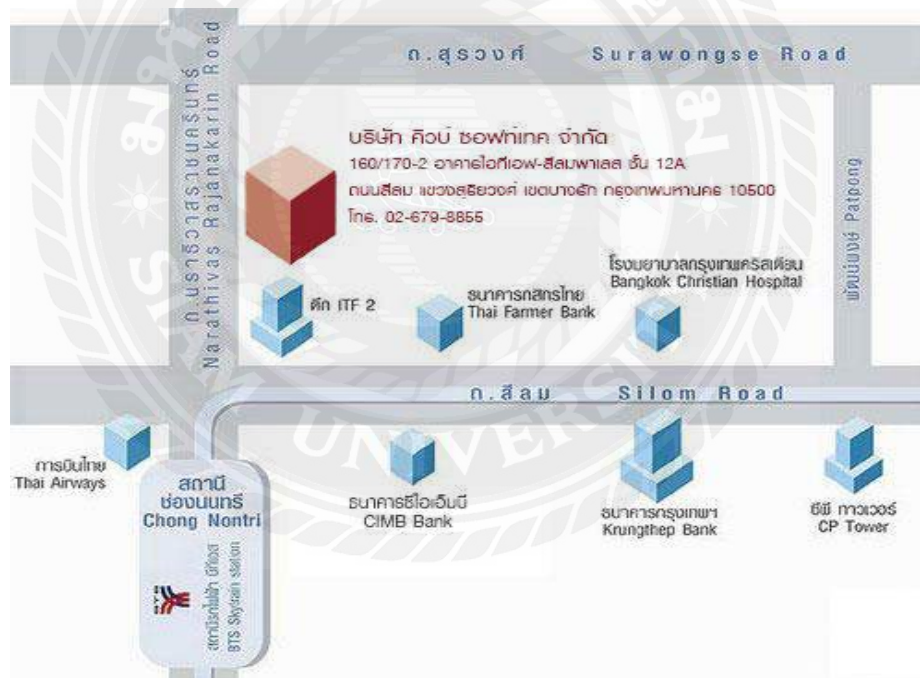 ถ.สุรวงศ์ Surawongse Road
ถ.นราธิวาสราชนครินทร์
Narathivas Rajanakarin Road
บริษัท คิวบ์ ซอฟท์เทค จำกัด
160/170-2 อาคารไอทีเอฟ-สีลมพาเลส ชั้น 12A
ถนนสีลม แขวงสุริยวงศ์ เขตบางรัก กรุงเทพมหานคร 10500
โทร. 02-679-8855
พัฒน์พงษ์ Patpong
โรงพยาบาลกรุงเทพคริสเตียน
Bangkok Christian Hospital
ตึก ITF 2
ธนาคารกสิกรไทย
Thai Farmer Bank
ถ.สีลม Silom Road
การบินไทย
Thai Airways
สถานี
ช่องนนทรี
Chong Nontri
สถานีรถไฟฟ้า บีทีเอส
BTS Skytrain station
BTS
ธนาคารซีไอเอ็มบี
CIMB Bank
ธนาคารกรุงเทพฯ
Krungthep Bank
ซีพี ทาวเวอร์
CP Tower
UNIVERSI